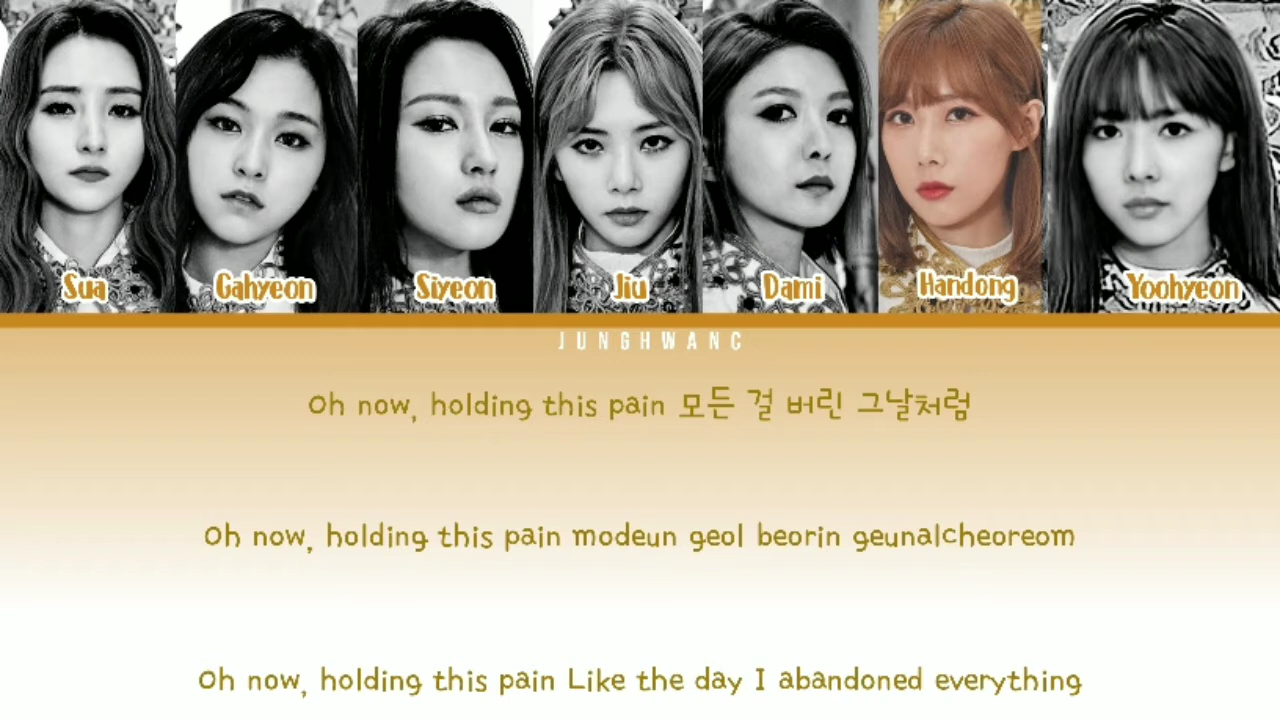 Sua Gahyeon Siyeon Jiu Dami Handong Yoohyeon
JUNGHWANC
Oh now, holding this pain 모든 걸 버린 그날처럼
Oh now, holding this pain modeun geol beorin geunalcheoreom
Oh now, holding this pain Like the day I abandoned everything